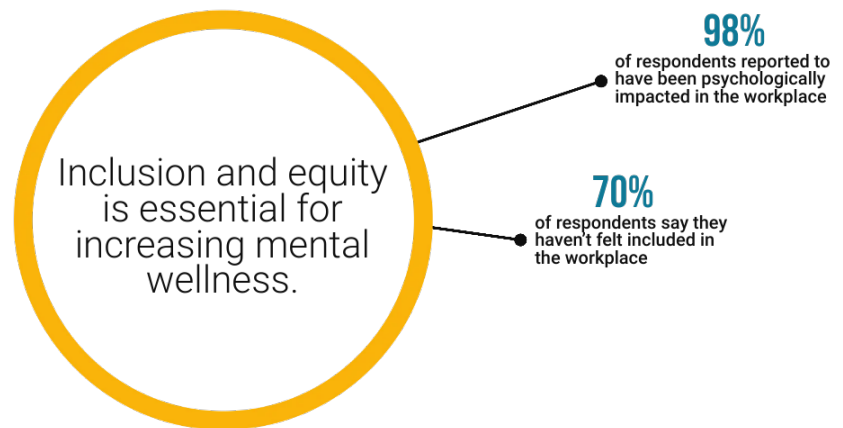 98%
of respondents reported to
have been psychologically
impacted in the workplace
Inclusion and equity
is essential for
increasing mental
wellness.
70%
of respondents say they
haven't felt included in
the workplace